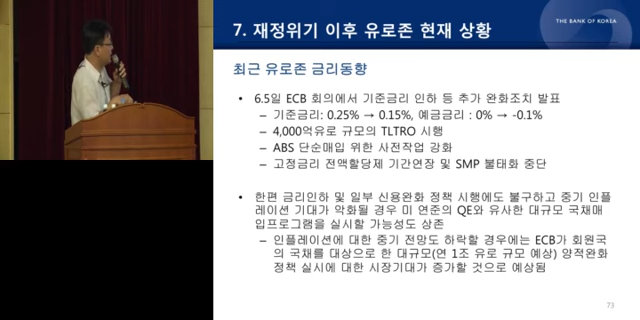 7. 재정위기 이후 유로존 현재 상황
THE BANK OF KOREA
최근 유로존 금리동향
• 6.5일 ECB 회의에서 기준금리 인하 등 추가 완화조치 발표
– 기준금리: 0.25% → 0.15%, 예금금리 : 0% → -0.1%
– 4,000억유로 규모의 TLTRO 시행
– ABS 단순매입 위한 사전작업 강화
– 고정금리 전액할당제 기간연장 및 SMP 불태화 중단
• 한편 금리인하 및 일부 신용완화 정책 시행에도 불구하고 중기 인플
레이션 기대가 악화될 경우 미 연준의 QE와 유사한 대규모 국채매
입프로그램을 실시할 가능성도 상존
– 인플레이션에 대한 중기 전망도 하락할 경우에는 ECB가 회원국
의 국채를 대상으로 한 대규모(연 1조 유로 규모 예상) 양적완화
정책 실시에 대한 시장기대가 증가할 것으로 예상됨
73